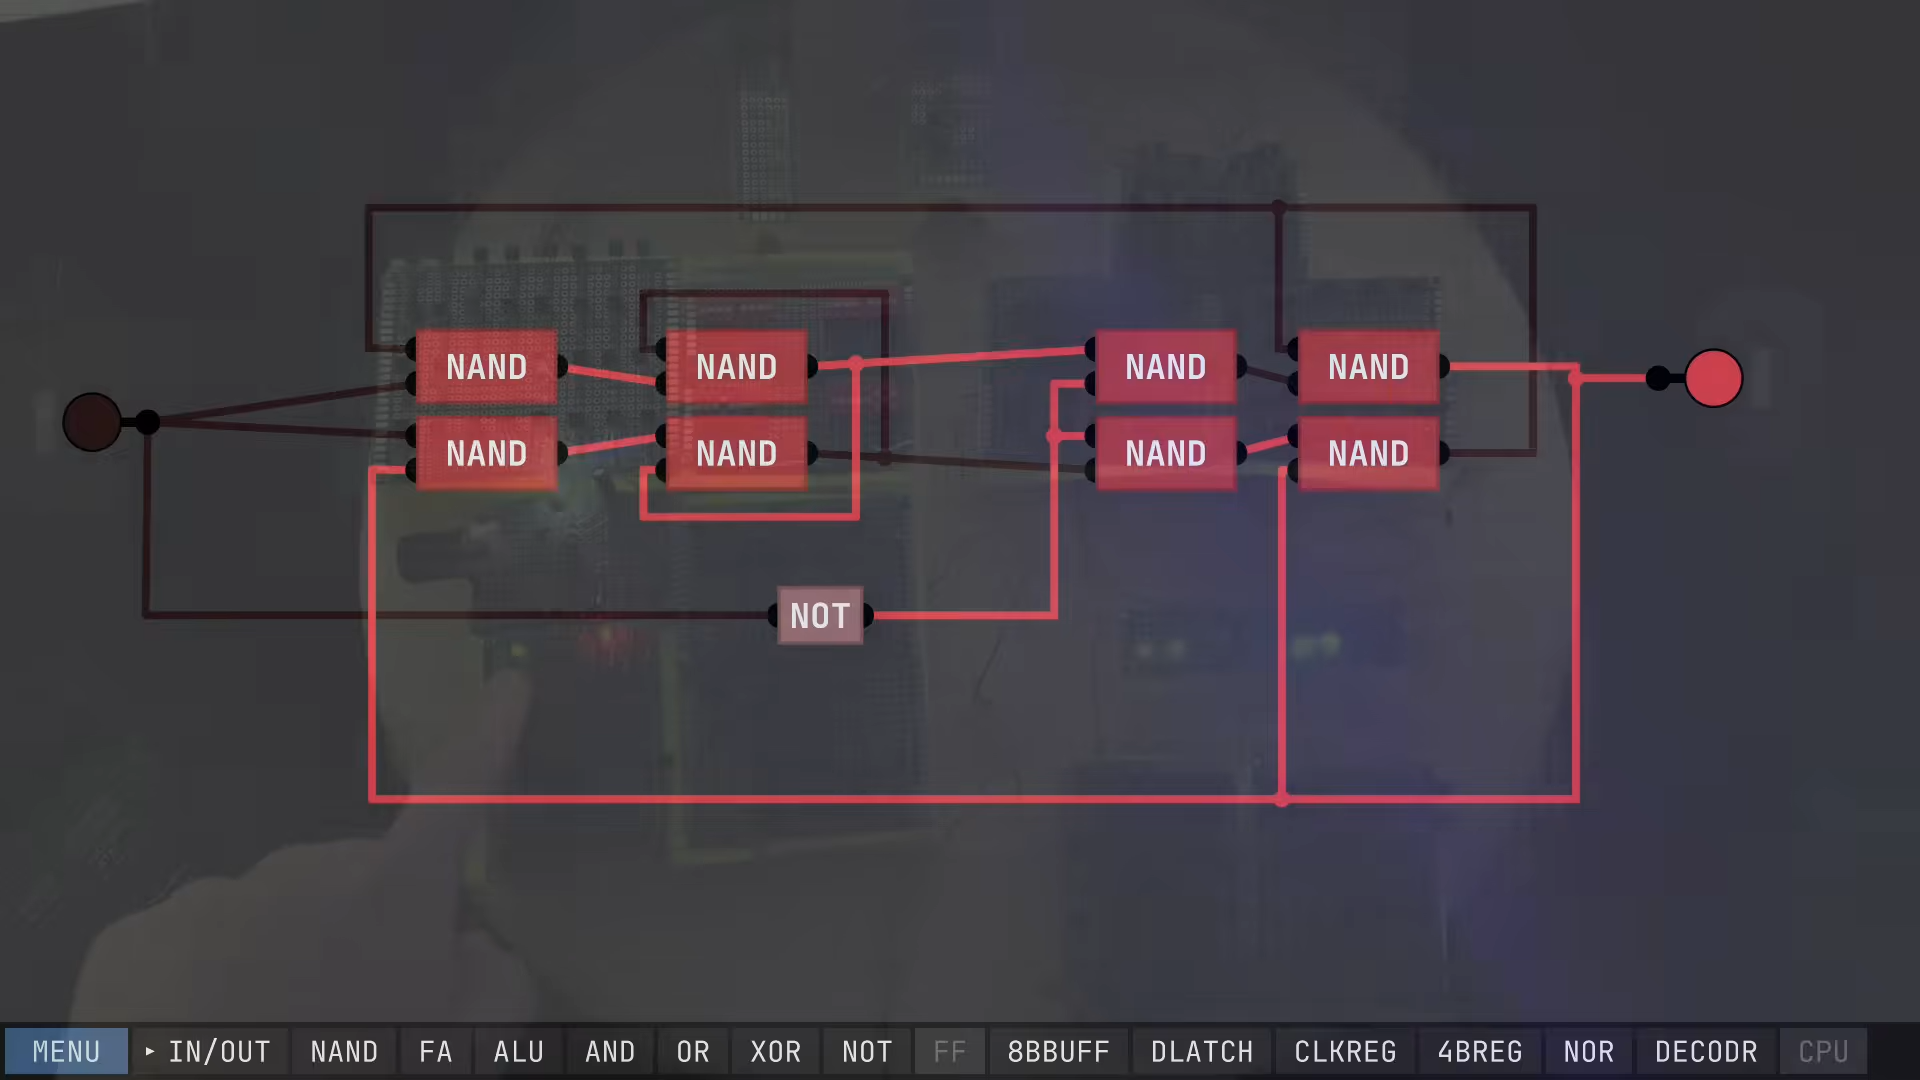 NAND NAND NAND NAND
NAND NAND NAND NAND
NOT
MENU ▸ IN/OUT NAND FA ALU AND OR XOR NOT FF 8BBUFF DLATCH CLKREG 4BREG NOR DECODR CPU